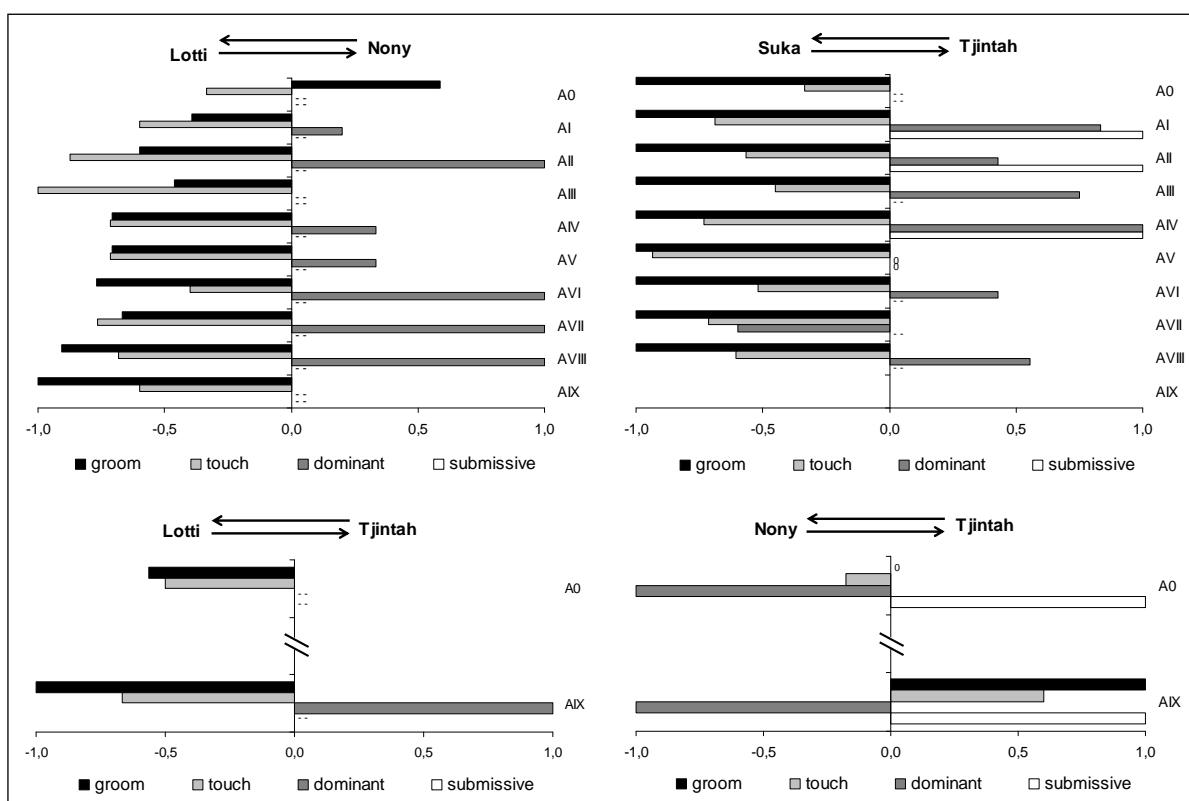 Lotti Nony
A0
AI
AII
AIII
AIV
AV
AVI
AVII
AVIII
AIX
-1,0 -0,5 0,0 0,5 1,0
groom touch dominant submissive
Suka Tjintah
A0
AI
AII
AIII
AIV
0
0
AV
AVI
AVII
AVIII
AIX
-1,0 -0,5 0,0 0,5 1,0
groom touch dominant submissive
Lotti Tjintah
A0
AIX
-1,0 -0,5 0,0 0,5 1,0
groom touch dominant submissive
Nony Tjintah
0
A0
AIX
-1,0 -0,5 0,0 0,5 1,0
groom touch dominant submissive